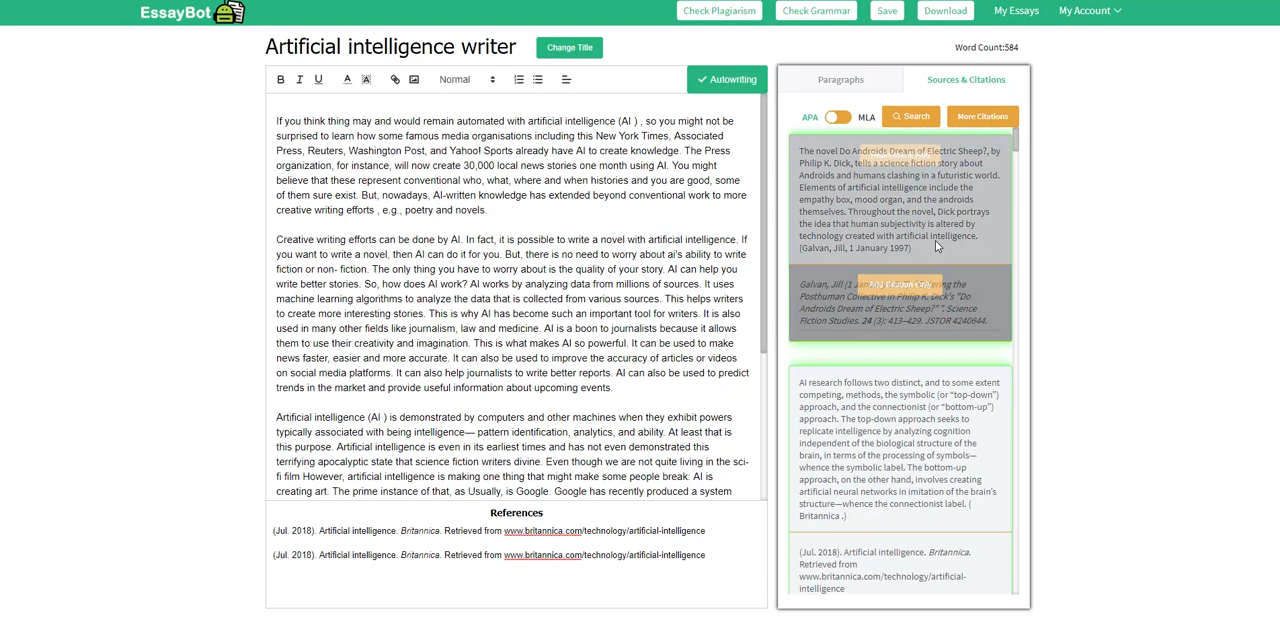 EssayBot
Check Plagiarism
Check Grammar
Save
Download
My Essays
My Account
Artificial intelligence writer
Change Title
Word Count:584
B I U A A Normal
Autowriting
If you think thing may and would remain automated with artificial intelligence (AI ) , so you might not be
surprised to learn how some famous media organisations including this New York Times, Associated
Press, Reuters, Washington Post, and Yahoo! Sports already have AI to create knowledge. The Press
organization, for instance, will now create 30,000 local news stories one month using AI. You might
believe that these represent conventional who, what, where and when histories and you are good, some
of them sure exist. But, nowadays, AI-written knowledge has extended beyond conventional work to more
creative writing efforts , e.g., poetry and novels.
Creative writing efforts can be done by AI. In fact, it is possible to write a novel with artificial intelligence. If
you want to write a novel, then AI can do it for you. But, there is no need to worry about ai's ability to write
fiction or non- fiction. The only thing you have to worry about is the quality of your story. AI can help you
write better stories. So, how does AI work? AI works by analyzing data from millions of sources. It uses
machine learning algorithms to analyze the data that is collected from various sources. This helps writers
to create more interesting stories. This is why AI has become such an important tool for writers. It is also
used in many other fields like journalism, law and medicine. AI is a boon to journalists because it allows
them to use their creativity and imagination. This is what makes AI so powerful. It can be used to make
news faster, easier and more accurate. It can also be used to improve the accuracy of articles or videos
on social media platforms. It can also help journalists to write better reports. AI can also be used to predict
trends in the market and provide useful information about upcoming events.
Artificial intelligence (AI ) is demonstrated by computers and other machines when they exhibit powers
typically associated with being intelligence— pattern identification, analytics, and ability. At least that is
this purpose. Artificial intelligence is even in its earliest times and has not even demonstrated this
terrifying apocalyptic state that science fiction writers divine. Even though we are not quite living in the sci-
fi film However, artificial intelligence is making one thing that might make some people break: AI is
creating art. The prime instance of that, as Usually, is Google. Google has recently produced a system
References
(Jul. 2018). Artificial intelligence. Britannica. Retrieved from www.britannica.com/technology/artificial-intelligence
(Jul. 2018). Artificial intelligence. Britannica. Retrieved from www.britannica.com/technology/artificial-intelligence
Paragraphs
Sources & Citations
APA
MLA
Search
More Citations
The novel Do Androids Dream of Electric Sheep?, by
Philip K. Dick, tells a science fiction story about
Androids and humans clashing in a futuristic world.
Elements of artificial intelligence include the
empathy box, mood organ, and the androids
themselves. Throughout the novel, Dick portrays
the idea that human subjectivity is altered by
technology created with artificial intelligence.
(Galvan, Jill, 1 January 1997)
Add Citation Only
Galvan, Jill (1 the
Posthuman Collective in Philip K. Dick's "Do
Androids Dream of Electric Sheep?" ". Science
Fiction Studies. 24 (3): 413–429. JSTOR 4240644.
AI research follows two distinct, and to some extent
competing, methods, the symbolic (or “top-down”)
approach, and the connectionist (or “bottom-up”)
approach. The top-down approach seeks to
replicate intelligence by analyzing cognition
independent of the biological structure of the
brain, in terms of the processing of symbols—
whence the symbolic label. The bottom-up
approach, on the other hand, involves creating
artificial neural networks in imitation of the brain’s
structure—whence the connectionist label. (
Britannica .)
(Jul. 2018). Artificial intelligence. Britannica.
Retrieved from
www.britannica.com/technology/artificial-
intelligence